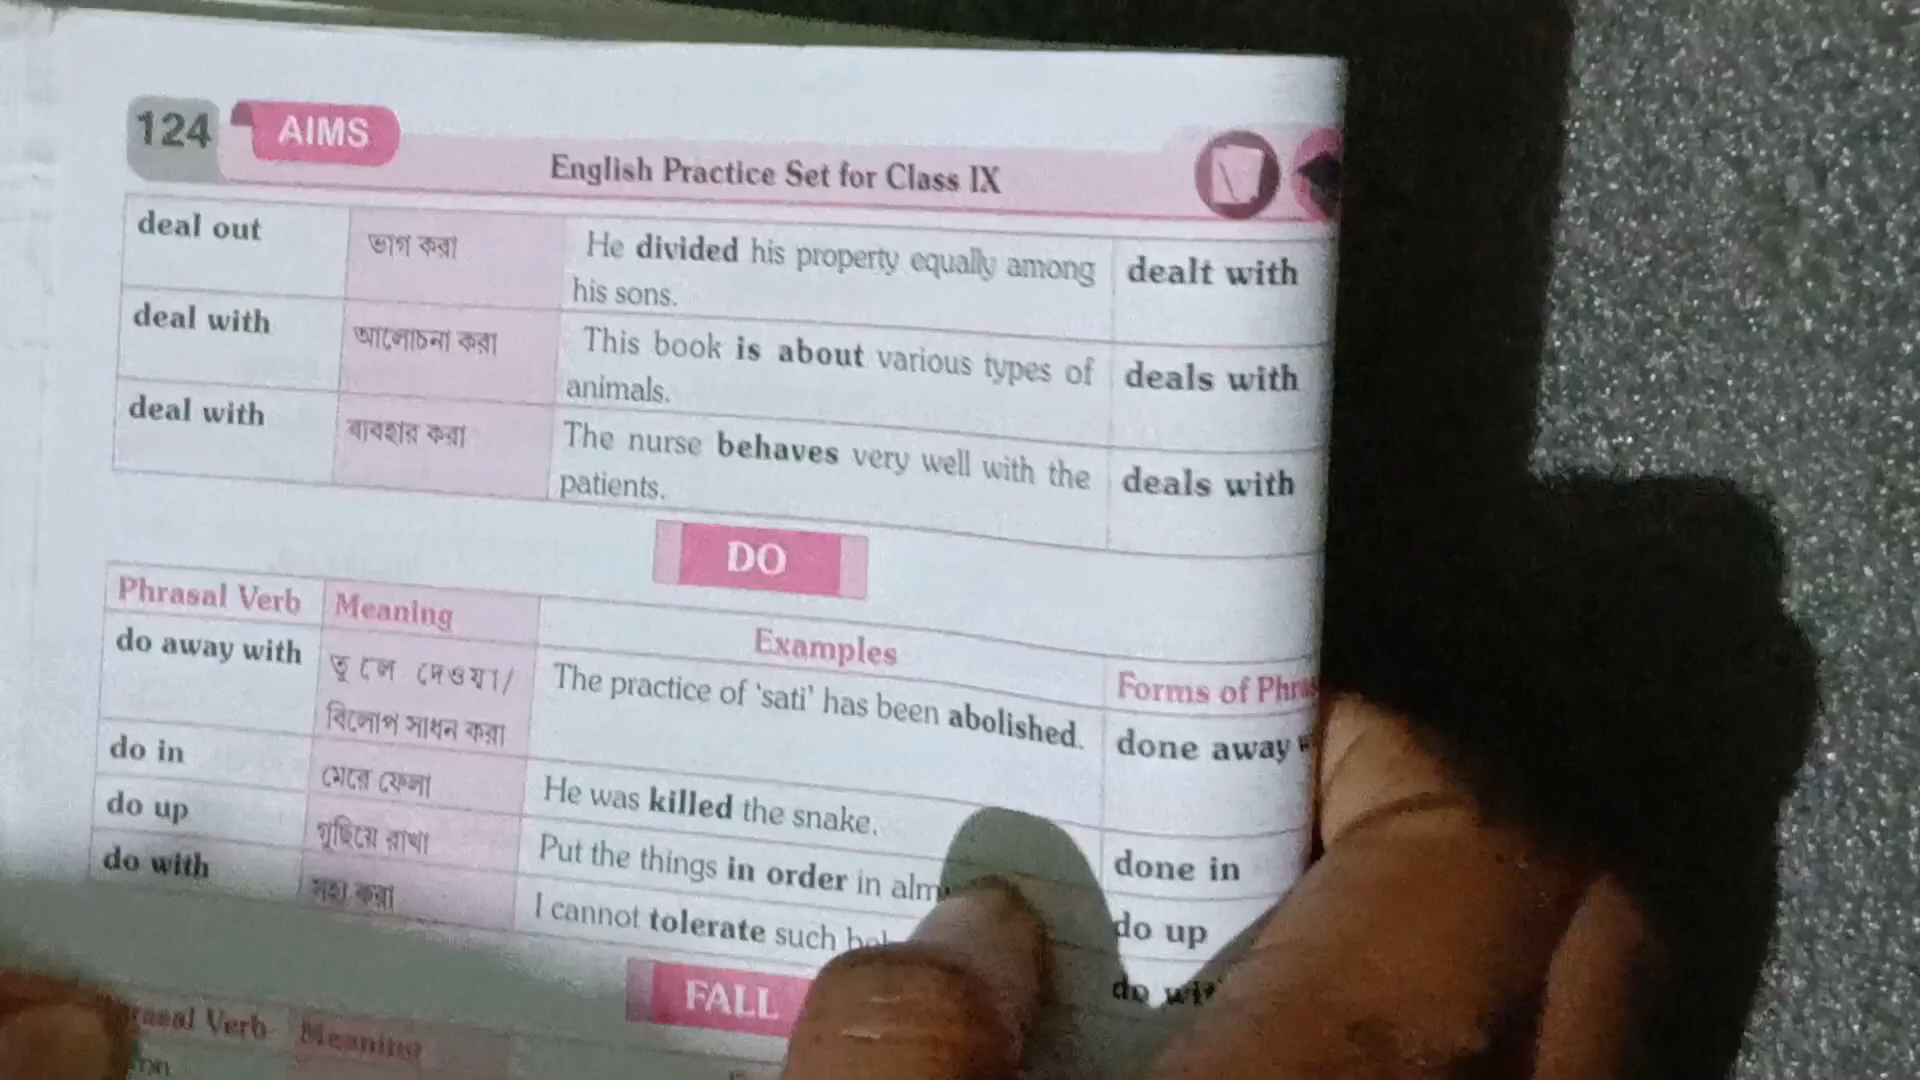 124 AIMS
English Practice Set for Class IX
deal out ভাগ করা He divided his property equally among dealt with
his sons.
deal with আলোচনা করা This book is about various types of deals with
animals.
deal with ব্যবহার করা The nurse behaves very well with the deals with
patients.
DO
Phrasal Verb Meaning Examples Forms of
do away with তুলে দেওয়া/ The practice of 'sati' has been abolished. done away
বিলোপ সাধন করা
do in মেরে ফেলা He was killed the snake. done in
do up গুছিয়ে রাখা Put the things in order in do up
do with সহ্য করা I cannot tolerate such do
FALL
Verb Meaning